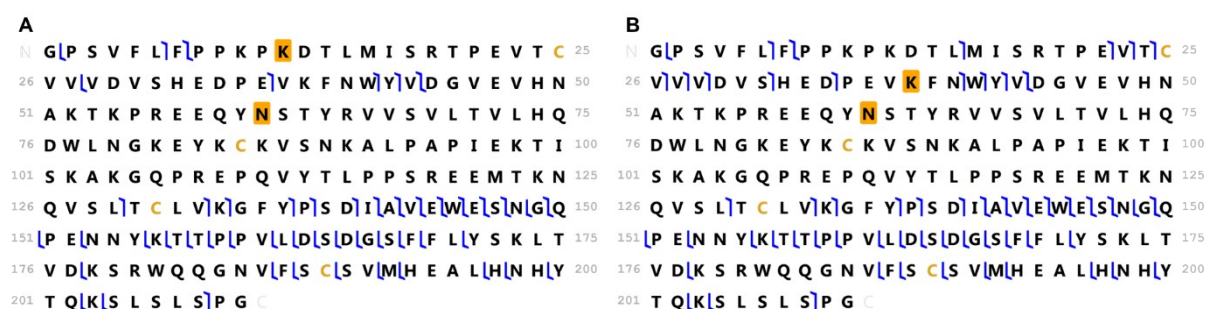 A
N G P S V F L F P P K P K D T L M I S R T P E V T C 25
26 V V V D V S H E D P E V K F N W Y V D G V E V H N 50
51 A K T K P R E E Q Y N S T Y R V V S V L T V L H Q 75
76 D W L N G K E Y K C K V S N K A L P A P I E K T I 100
101 S K A K G Q P R E P Q V Y T L P P S R E E M T K N 125
126 Q V S L T C L V K G F Y P S D I A V E W E S N G Q 150
151 P E N N Y K T T P P V L D S D G S F F L Y S K L T 175
176 V D K S R W Q Q G N V F S C S V M H E A L H N H Y 200
201 T Q K S L S L S P G C
B
N G P S V F L F P P K P K D T L M I S R T P E V T C 25
26 V V V D V S H E D P E V K F N W Y V D G V E V H N 50
51 A K T K P R E E Q Y N S T Y R V V S V L T V L H Q 75
76 D W L N G K E Y K C K V S N K A L P A P I E K T I 100
101 S K A K G Q P R E P Q V Y T L P P S R E E M T K N 125
126 Q V S L T C L V K G F Y P S D I A V E W E S N G Q 150
151 P E N N Y K T T P P V L D S D G S F F L Y S K L T 175
176 V D K S R W Q Q G N V F S C S V M H E A L H N H Y 200
201 T Q K S L S L S P G C